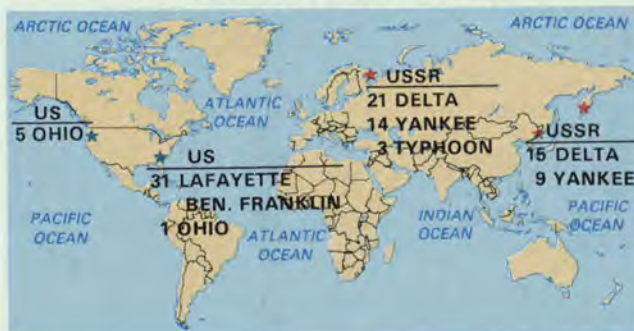 ARCTIC OCEAN
ARCTIC OCEAN
ATLANTIC
OCEAN
US
5 OHIO
US
31 LAFAYETTE
BEN. FRANKLIN
1 OHIO
USSR
21 DELTA
14 YANKEE
3 TYPHOON
USSR
15 DELTA
9 YANKEE
PACIFIC
OCEAN
ATLANTIC
OCEAN
INDIAN
OCEAN
PACIFIC
OCEAN